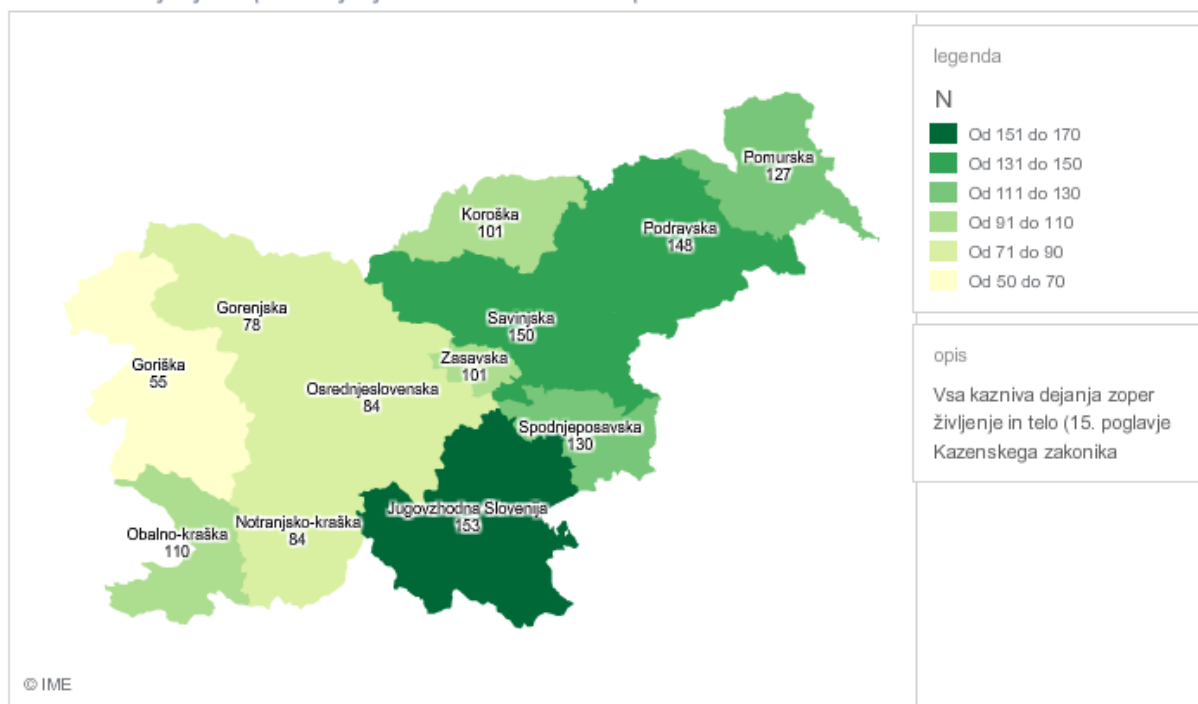 legenda
N
Od 151 do 170
Od 131 do 150
Od 111 do 130
Od 91 do 110
Od 71 do 90
Od 50 do 70
opis
Vsa kazniva dejanja zoper
življenje in telo (15. poglavje
Kazenskega zakonika
Pomurska
127
Koroška
101
Podravska
148
Gorenjska
78
Savinjska
150
Goriška
55
Zasavska
101
Osrednjeslovenska
84
Spodnjeposavska
130
Jugovzhodna Slovenija
153
Obalno-kraška
110
Notranjsko-kraška
84
© IME